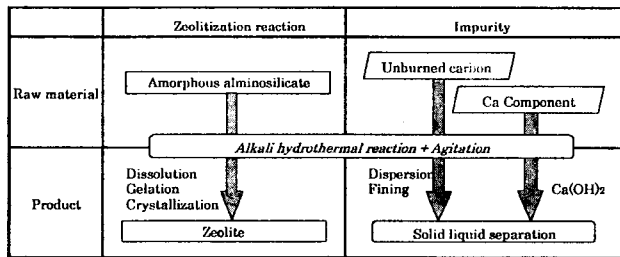 Zeolitization reaction
Impurity
Raw material
Amorphous alminosilicate
Unburned carbon
Ca Component
Alkali hydrothermal reaction + Agitation
Product
Dissolution
Gelation
Crystallization
Dispersion
Fining
Ca(OH)2
Zeolite
Solid liquid separation